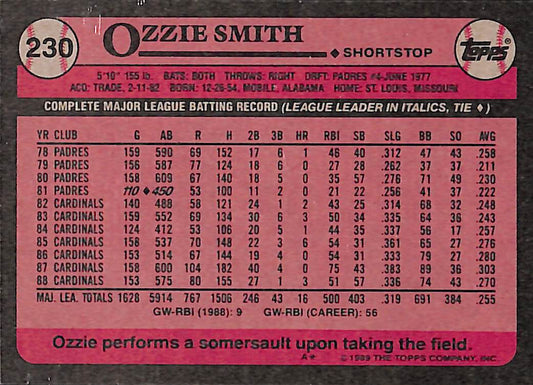 230 OZZIE SMITH
◆ SHORTSTOP topps®
5'10" 155 lb. BATS: BOTH THROWS: RIGHT DRFT: PADRES #4-JUNE 1977
ACQ: TRADE, 2-11-82 BORN: 12-26-54, MOBILE, ALABAMA HOME: ST. LOUIS, MISSOURI
COMPLETE MAJOR LEAGUE BATTING RECORD (LEAGUE LEADER IN ITALICS, TIE ◆)
YR CLUB G AB R H 2B 3B HR RBI SB SLG BB SO AVG
78 PADRES 159 590 69 152 17 6 1 46 40 .312 47 43 .258
79 PADRES 156 587 77 124 18 6 0 27 28 .262 37 37 .211
80 PADRES 158 609 67 140 18 5 0 35 57 .276 71 49 .230
81 PADRES 110 ◆450 53 100 11 2 0 21 22 .256 41 37 .222
82 CARDINALS 140 488 58 121 24 1 2 43 25 .314 68 32 .248
83 CARDINALS 159 552 69 134 30 6 3 50 34 .335 64 36 .243
84 CARDINALS 124 412 53 106 20 5 1 44 35 .337 56 17 .257
85 CARDINALS 158 537 70 148 22 3 6 54 31 .361 65 27 .276
86 CARDINALS 153 514 67 144 19 4 0 54 31 .333 79 27 .280
87 CARDINALS 158 600 104 182 40 4 0 75 43 .383 89 36 .303
88 CARDINALS 153 575 80 155 27 1 3 51 57 .336 74 43 .270
MAJ. LEA. TOTALS 1628 5914 767 1506 246 43 16 500 403 .319 691 384 .255
GW-RBI (1988): 9 GW-RBI (CAREER): 56
Ozzie performs a somersault upon taking the field.
A* © 1989 THE TOPPS COMPANY, INC.